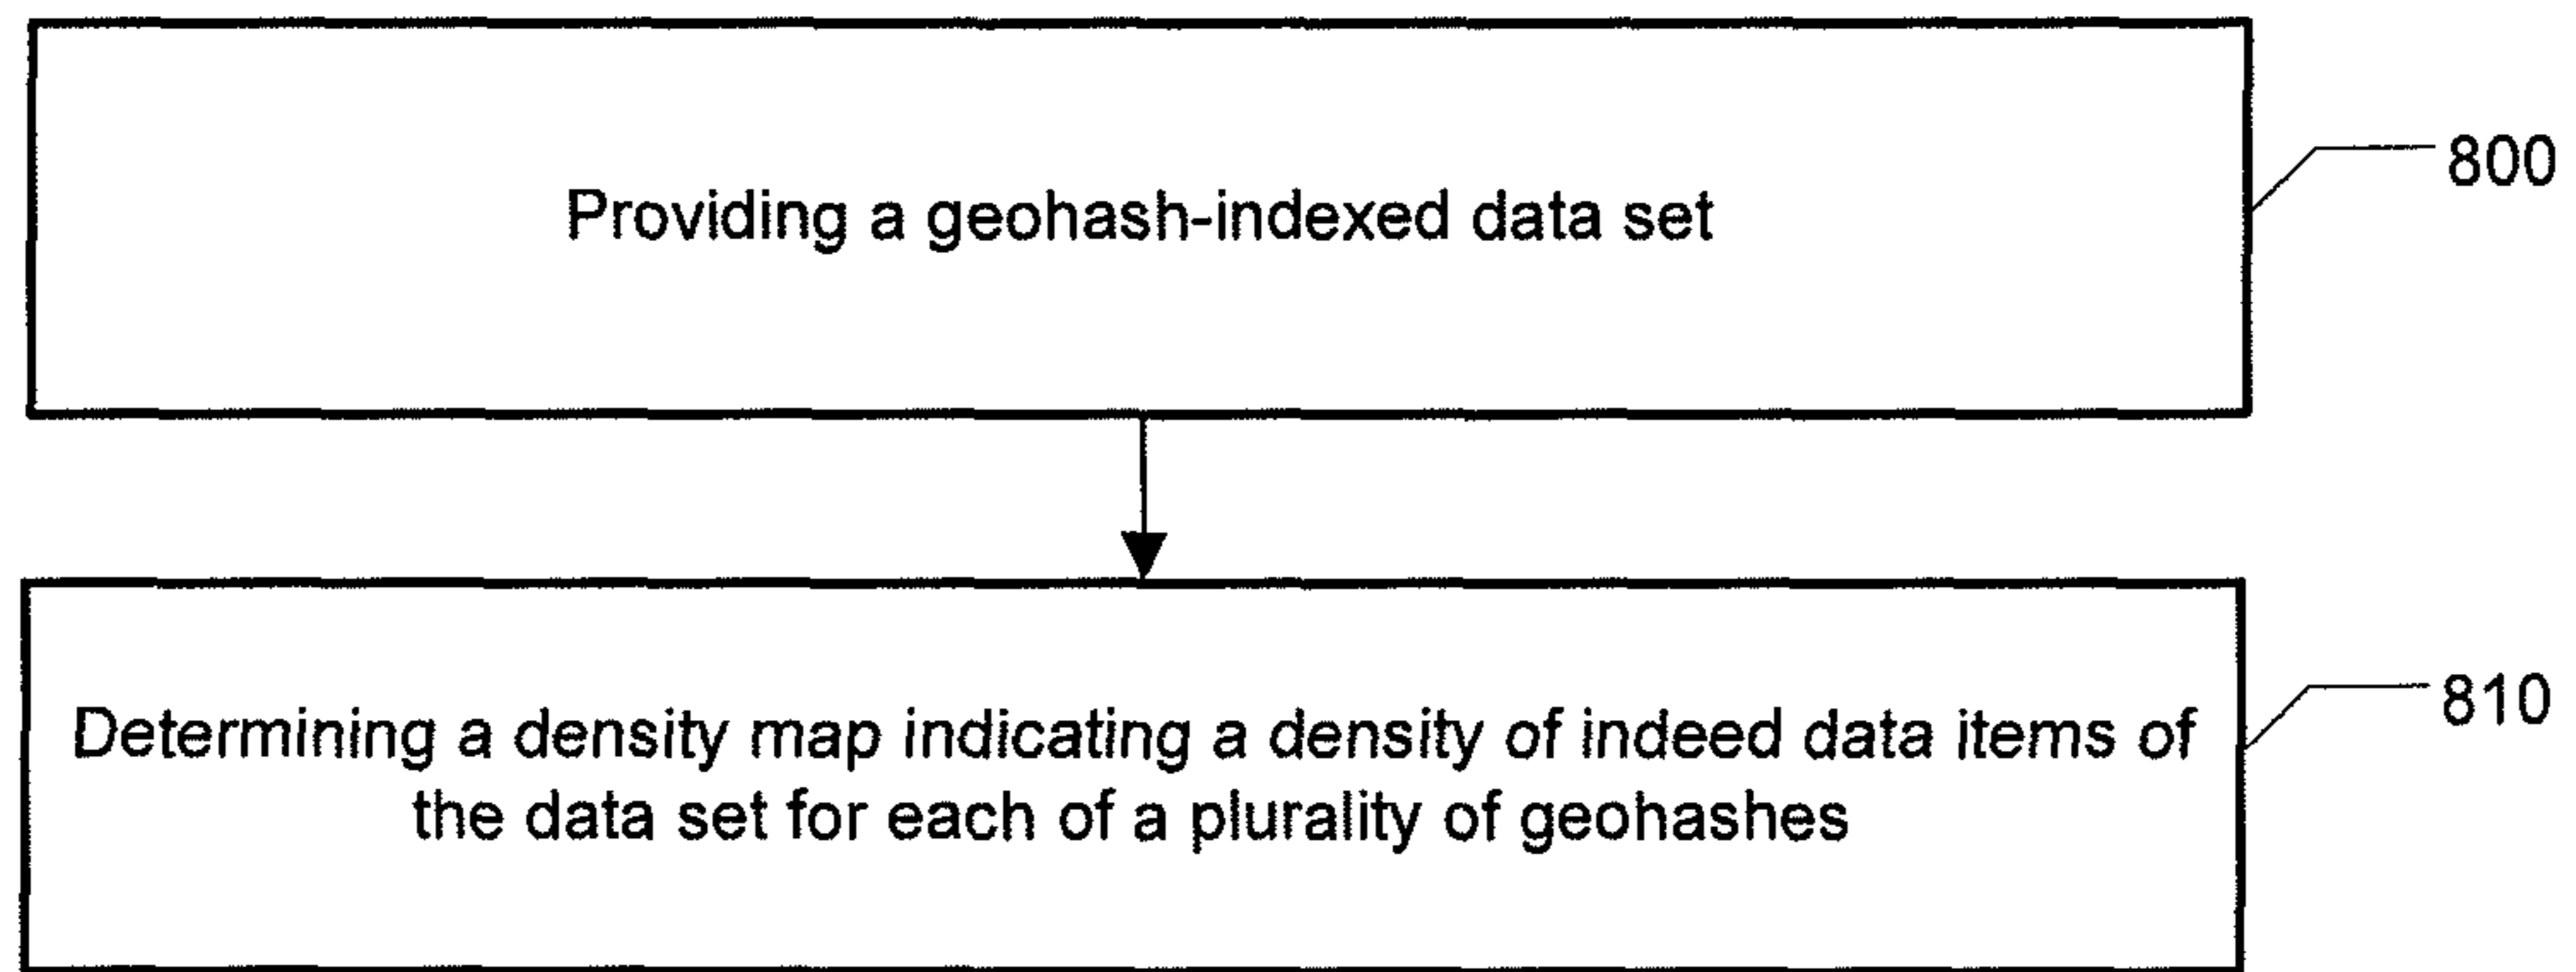 Providing a geohash-indexed data set
800
Determining a density map indicating a density of indeed data items of
the data set for each of a plurality of geohashes
810